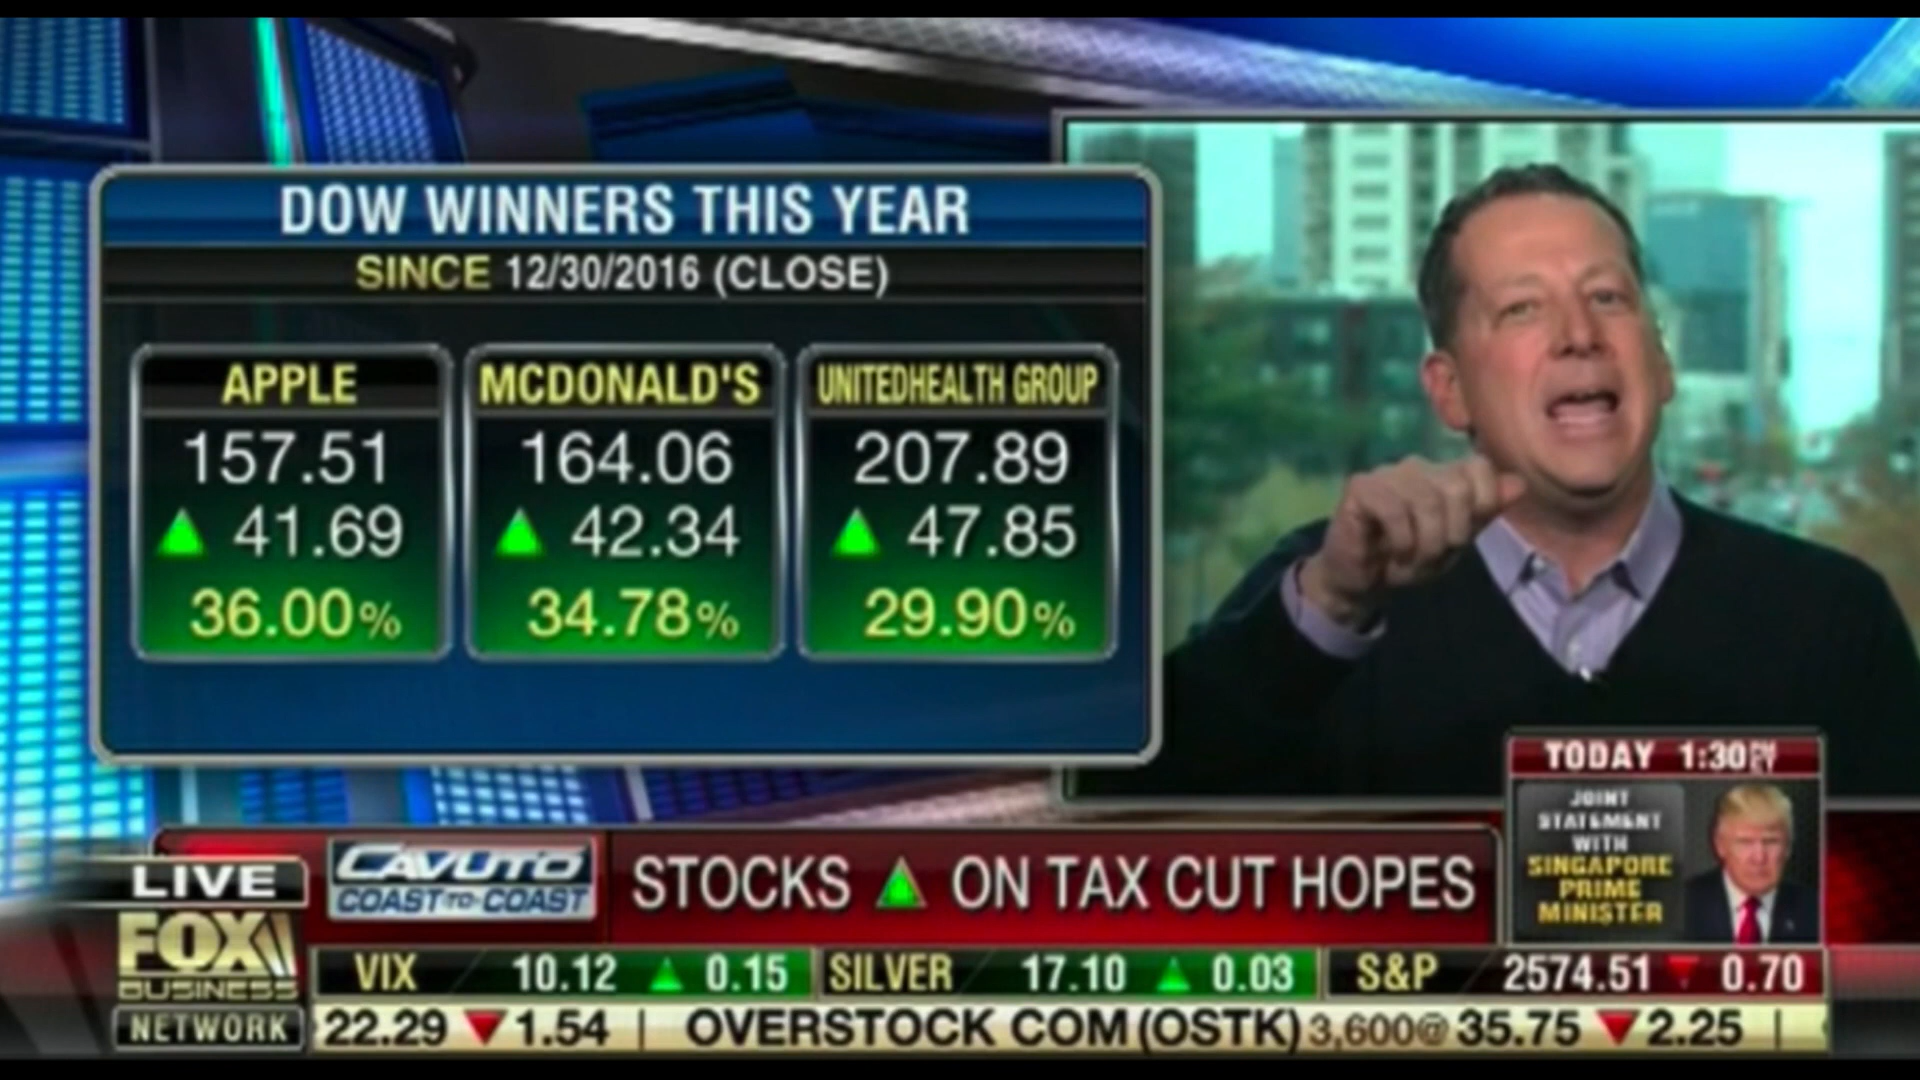 DOW WINNERS THIS YEAR
SINCE 12/30/2016 (CLOSE)
APPLE
157.51
▲ 41.69
36.00%
MCDONALD'S
164.06
▲ 42.34
34.78%
UNITEDHEALTH GROUP
207.89
▲ 47.85
29.90%
TODAY 1:30 PM ET
JOINT
STATEMENT
WITH
SINGAPORE
PRIME
MINISTER
LIVE
CAVUTO
COAST TO COAST
STOCKS ▲ ON TAX CUT HOPES
FOX
BUSINESS
NETWORK
VIX 10.12 ▲ 0.15
SILVER 17.10 ▲ 0.03
S&P 2574.51 ▼ 0.70
22.29 ▼ 1.54 | OVERSTOCK COM (OSTK) 3,600@ 35.75 ▼ 2.25 |